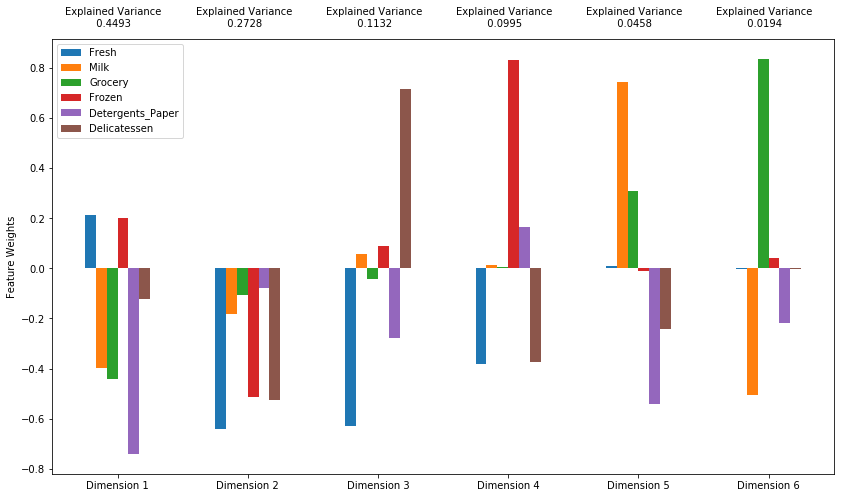 Explained Variance Explained Variance Explained Variance Explained Variance Explained Variance Explained Variance
0.4493 0.2728 0.1132 0.0995 0.0458 0.0194
Fresh
Milk
Grocery
Frozen
Detergents_Paper
Delicatessen
Feature Weights
0.8
0.6
0.4
0.2
0.0
−0.2
−0.4
−0.6
−0.8
Dimension 1 Dimension 2 Dimension 3 Dimension 4 Dimension 5 Dimension 6